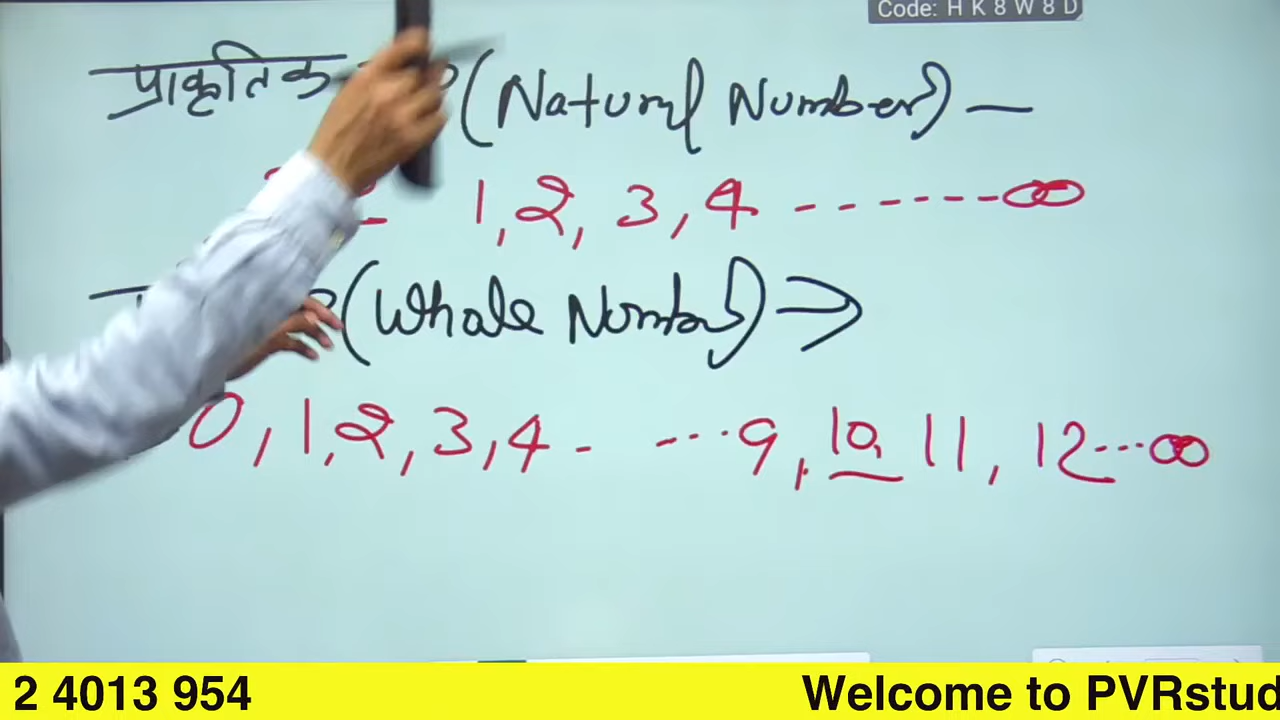 Code: H K 8 W 8 D
प्राकृतिक (Natural Number) —
1, 2, 3, 4 - - - - - - - ∞
(Whole Number) ⇒
0, 1, 2, 3, 4 - - - - 9, 10, 11, 12 - - - ∞
2 4013 954 Welcome to PVRstud